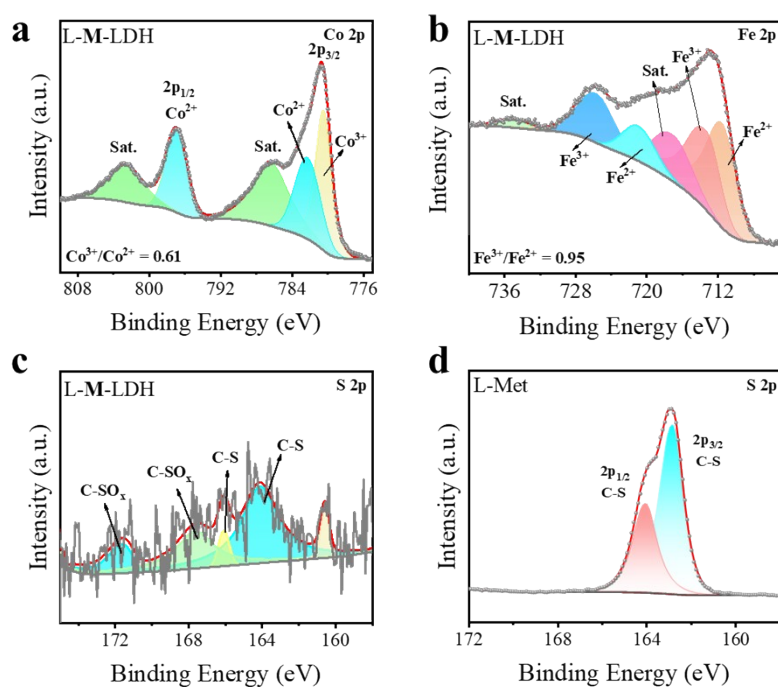 a
L-M-LDH
Co 2p
2p3/2
2p1/2
Co2+
Co2+
Co3+
Sat.
Sat.
Co3+/Co2+ = 0.61
Intensity (a.u.)
808 800 792 784 776
Binding Energy (eV)
b
L-M-LDH
Fe 2p
Fe3+
Sat.
Sat.
Fe2+
Fe3+
Fe2+
Fe3+/Fe2+ = 0.95
Intensity (a.u.)
736 728 720 712
Binding Energy (eV)
c
L-M-LDH
S 2p
C-S
C-S
C-SOx
C-SOx
Intensity (a.u.)
172 168 164 160
Binding Energy (eV)
d
L-Met
S 2p
2p3/2
C-S
2p1/2
C-S
Intensity (a.u.)
172 168 164 160
Binding Energy (eV)